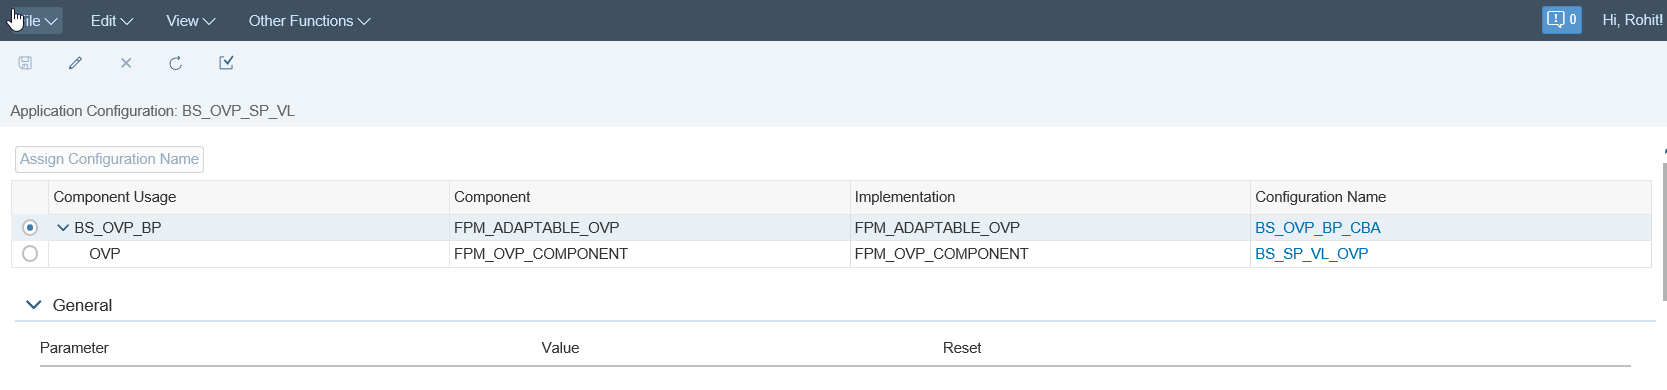 File Edit View Other Functions 0 Hi, Rohit!
Application Configuration: BS_OVP_SP_VL
Assign Configuration Name
Component Usage Component Implementation Configuration Name
BS_OVP_BP FPM_ADAPTABLE_OVP FPM_ADAPTABLE_OVP BS_OVP_BP_CBA
OVP FPM_OVP_COMPONENT FPM_OVP_COMPONENT BS_SP_VL_OVP
General
Parameter Value Reset